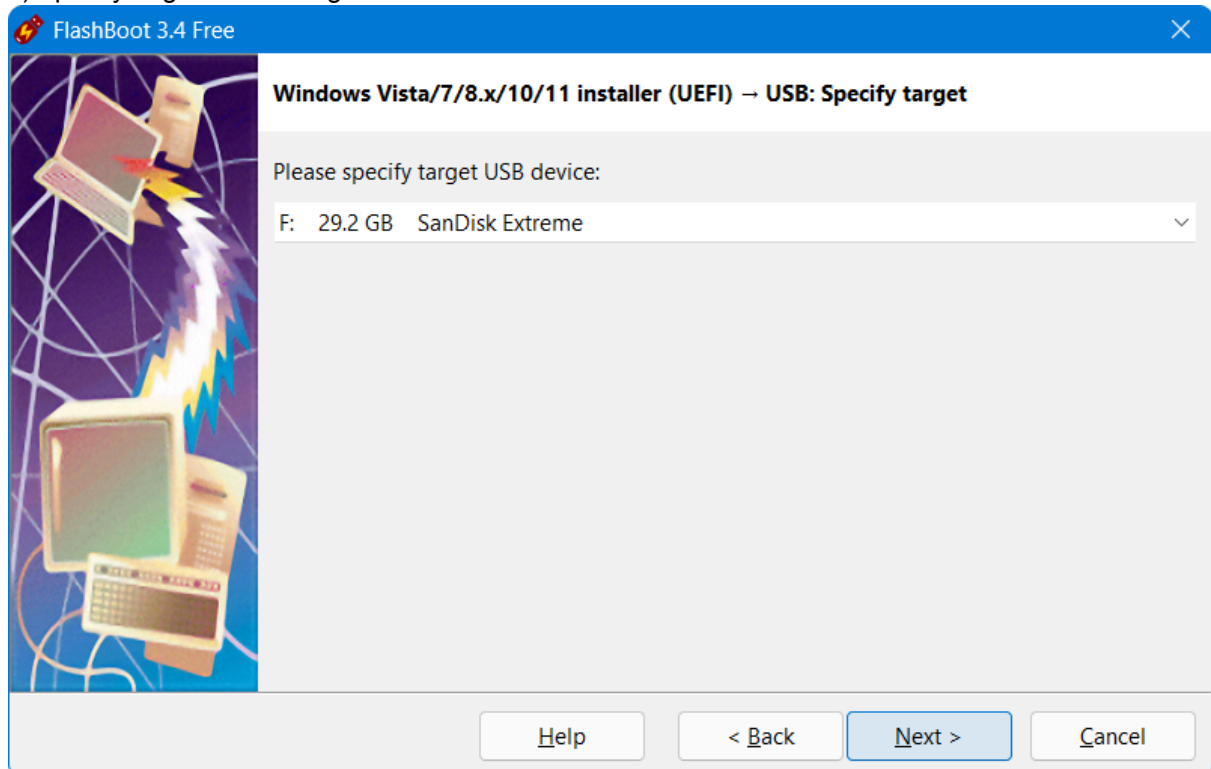 FlashBoot 3.4 Free
Windows Vista/7/8.x/10/11 installer (UEFI) → USB: Specify target
Please specify target USB device:
F: 29.2 GB SanDisk Extreme
Help
< Back
Next >
Cancel